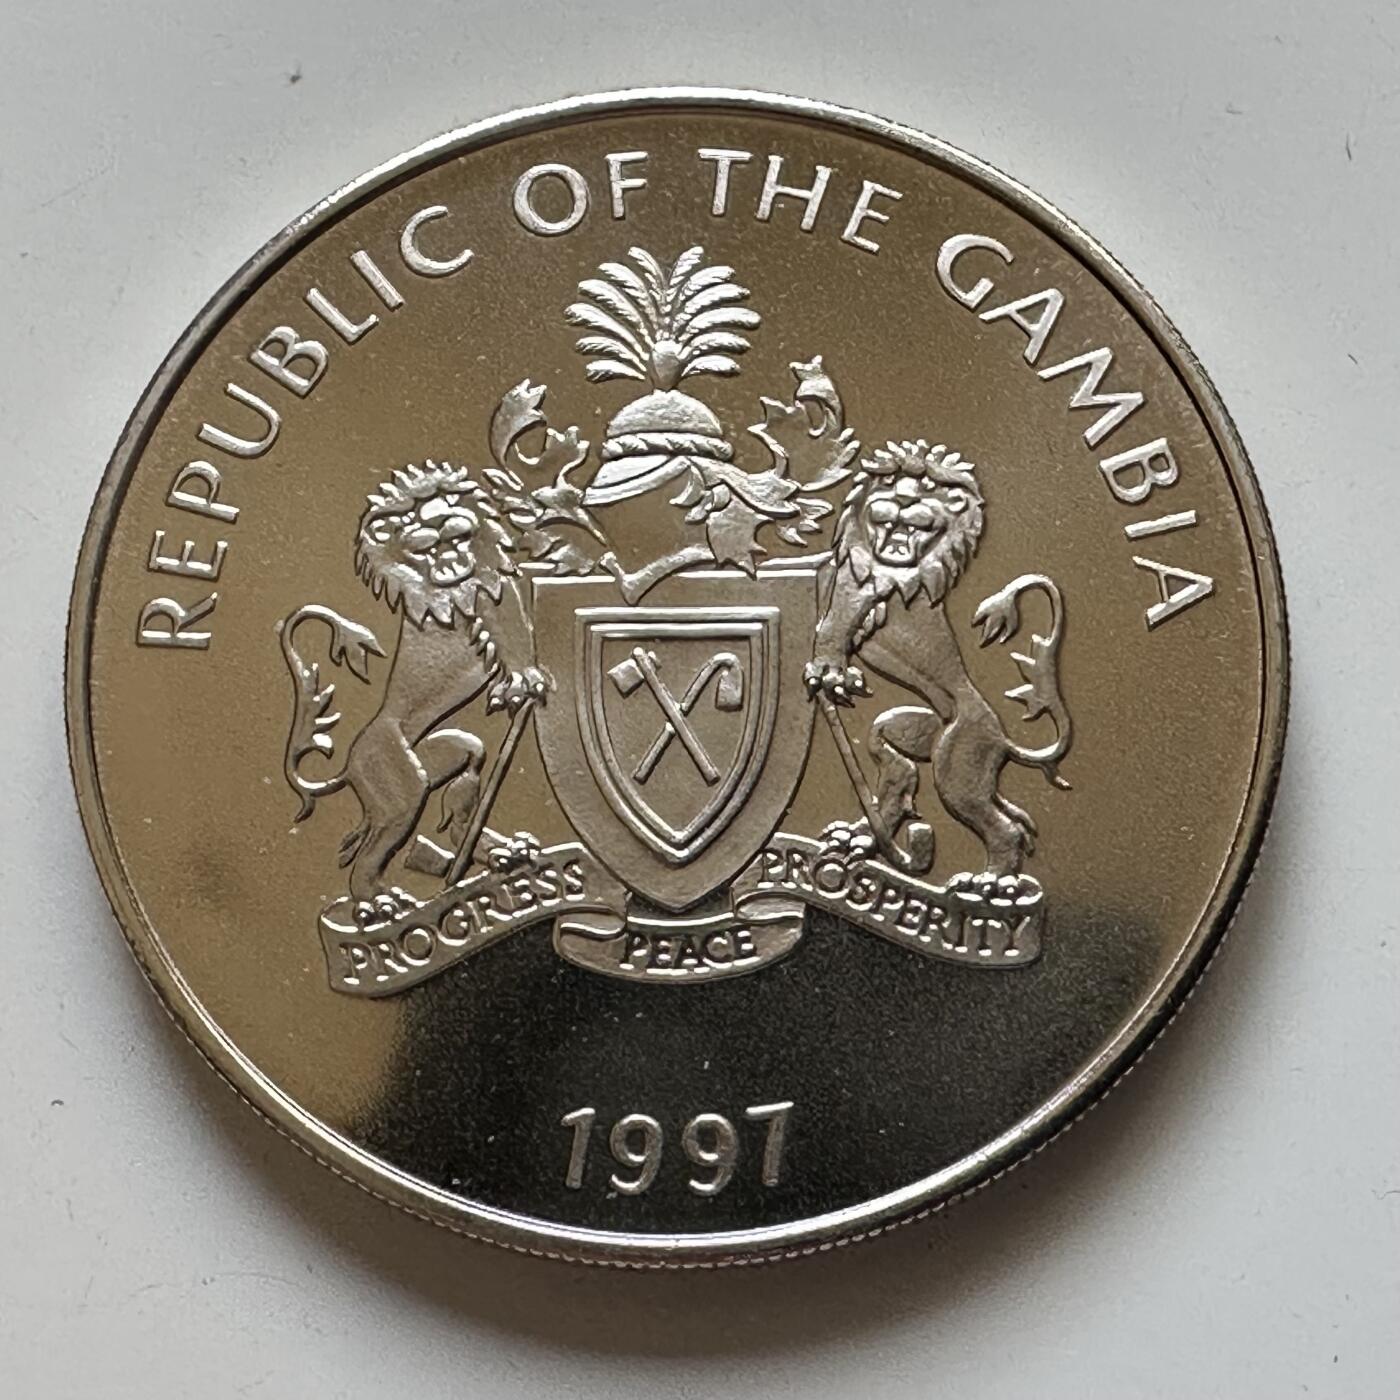 REPUBLIC OF THE GAMBIA
PROGRESS
PEACE
PROSPERITY
1997